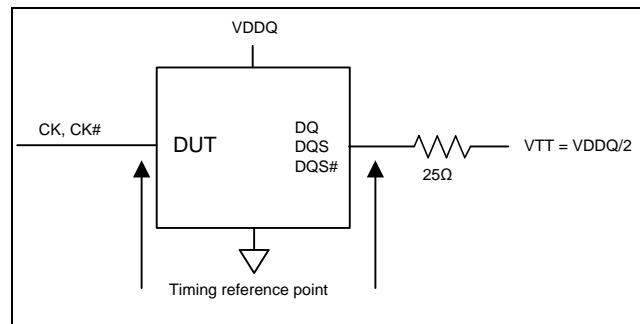 VDDQ
CK, CK#
DUT
DQ
DQS
DQS#
VTT = VDDQ/2
25Ω
Timing reference point